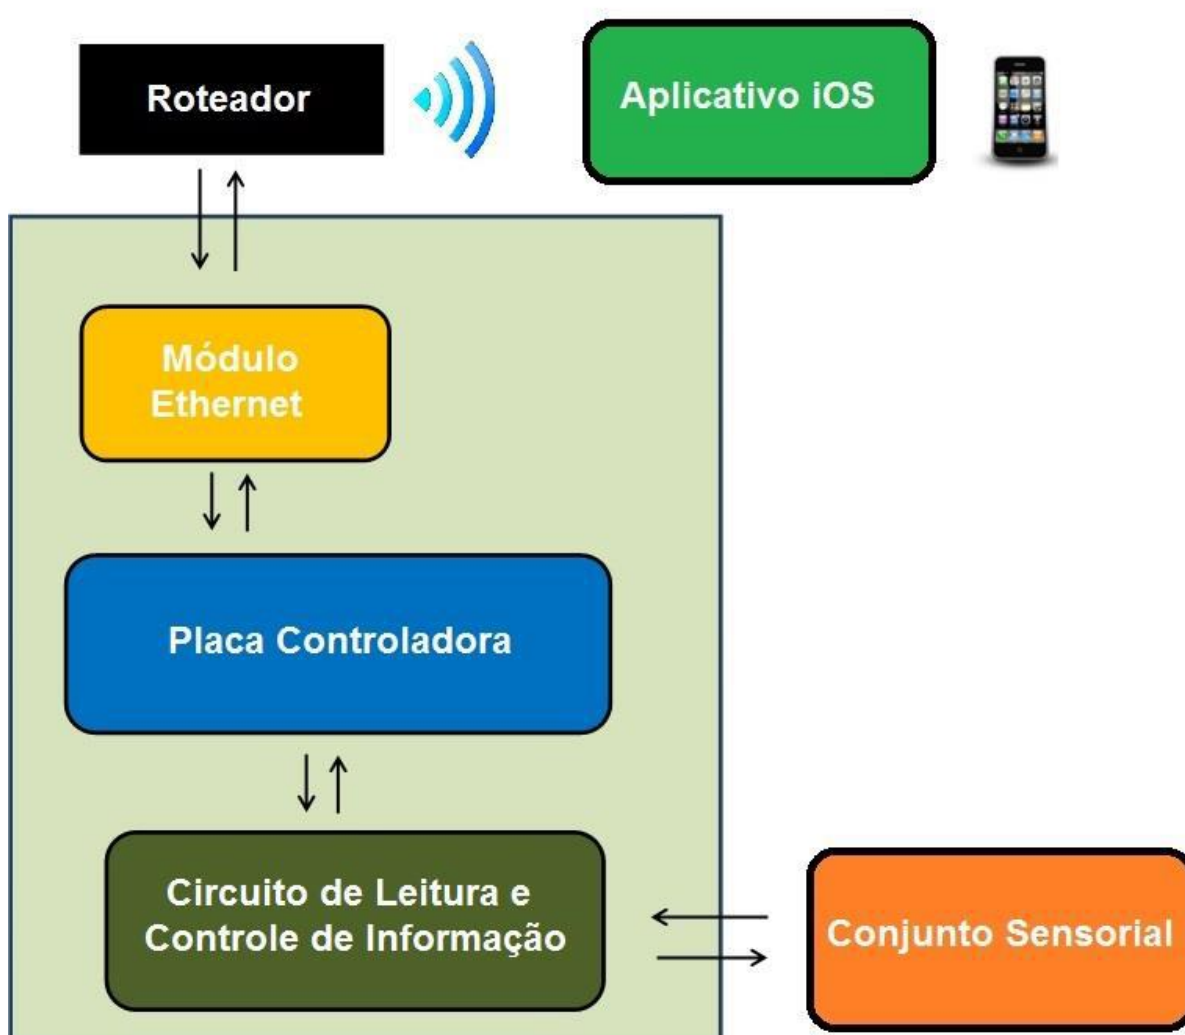 Roteador
Aplicativo iOS
Módulo
Ethernet
Placa Controladora
Circuito de Leitura e
Controle de Informação
Conjunto Sensorial